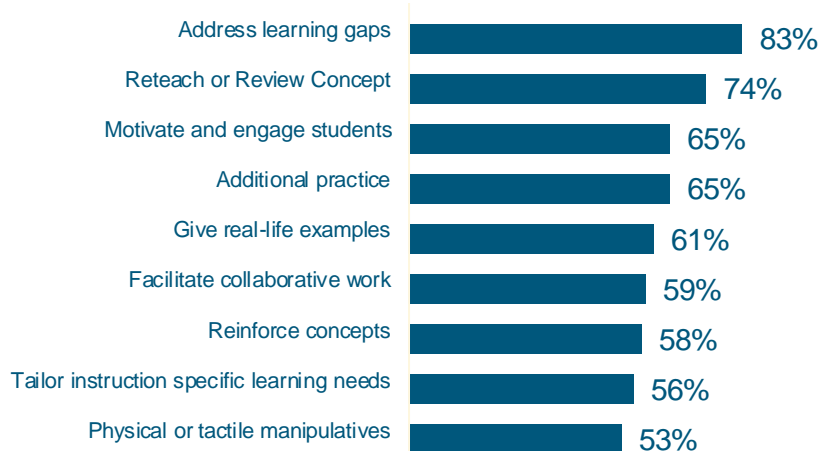 Address learning gaps 83%
Reteach or Review Concept 74%
Motivate and engage students 65%
Additional practice 65%
Give real-life examples 61%
Facilitate collaborative work 59%
Reinforce concepts 58%
Tailor instruction specific learning needs 56%
Physical or tactile manipulatives 53%